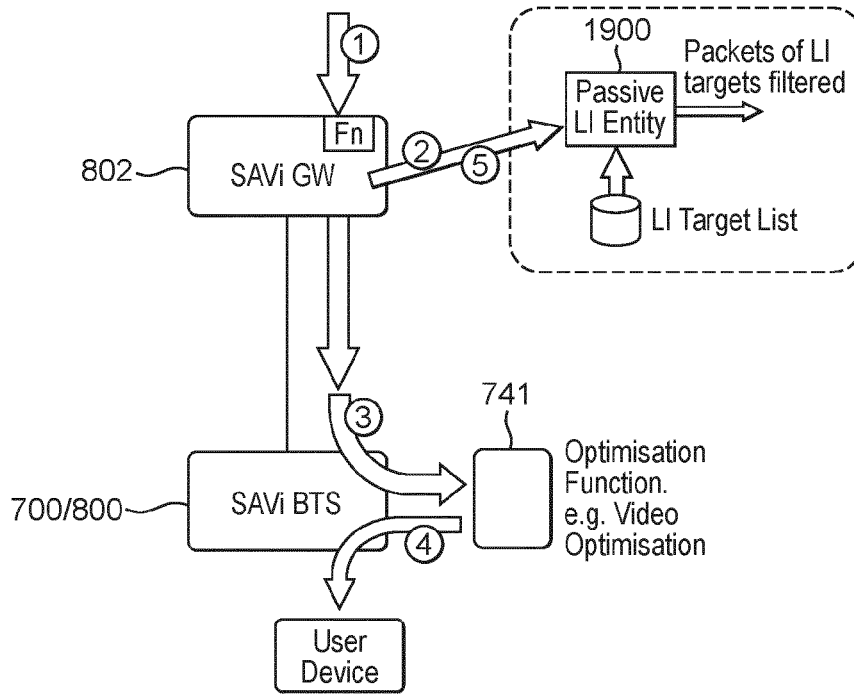 1
1900
Packets of LI
targets filtered
Passive
LI Entity
Fn
2
5
802
SAVi GW
LI Target List
741
3
Optimisation
Function.
e.g. Video
Optimisation
700/800
SAVi BTS
4
User
Device